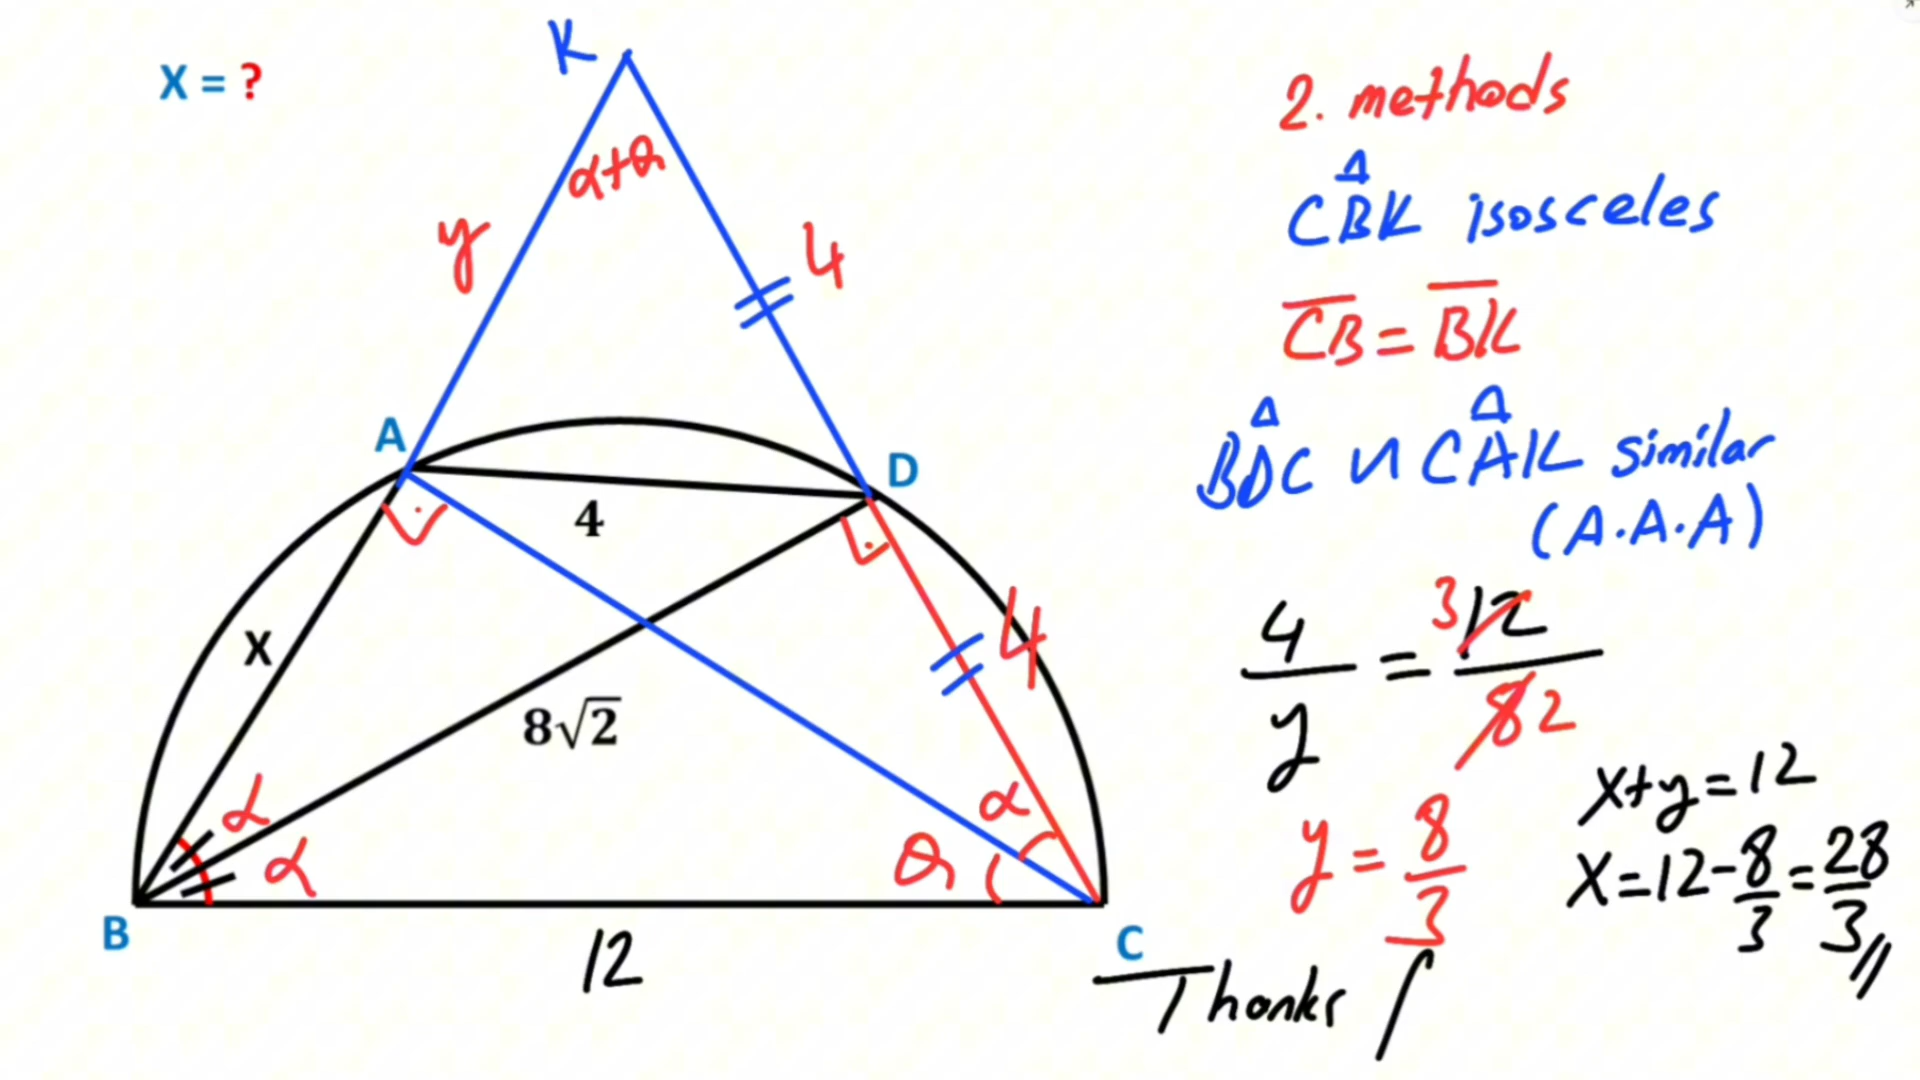 X = ?
K
α+θ
y
4
A
D
4
X
8√2
4
α
α
α
θ
B
C
12
2. methods
CBK isosceles
CB = BK
BDC ∽ CAK similar
(A.A.A)
4/y = 3 12/8 2
y = 8/3
x+y=12
X=12-8/3=28/3//
Thanks